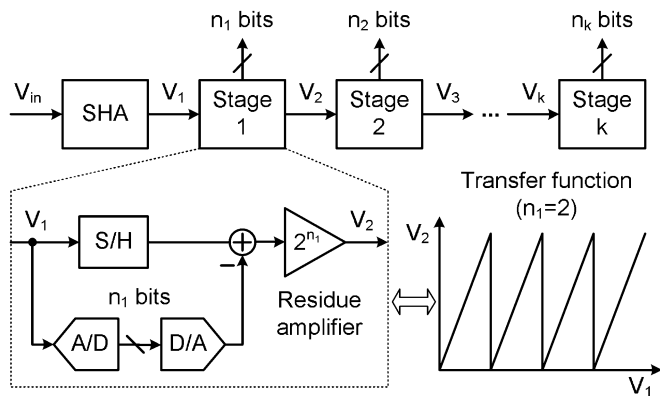 n₁ bits
n₂ bits
nₖ bits
Vᵢₙ
SHA
V₁
Stage
1
V₂
Stage
2
V₃
...
Vₖ
Stage
k
V₁
S/H
+
−
2ⁿ¹
V₂
n₁ bits
A/D
D/A
Residue
amplifier
Transfer function
(n₁=2)
V₂
V₁